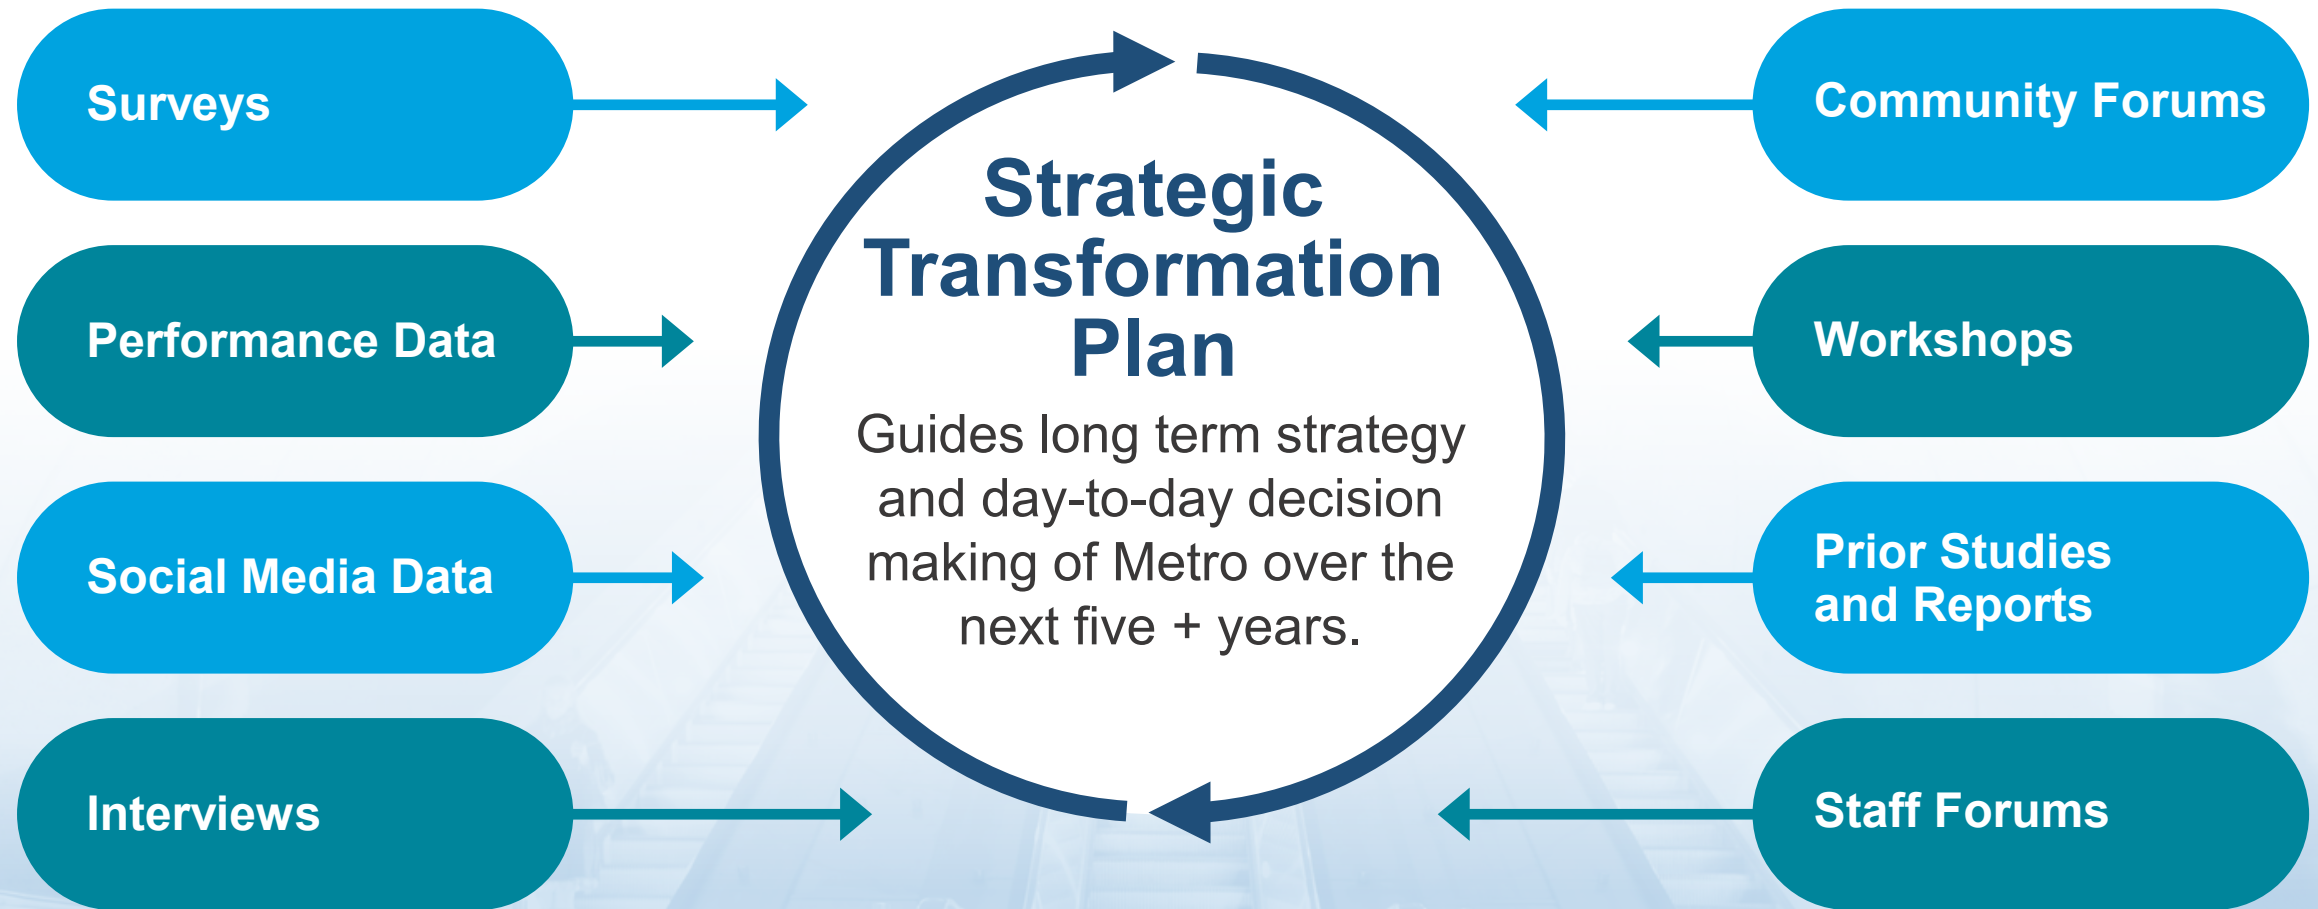 Surveys
Performance Data
Social Media Data
Interviews
Strategic
Transformation
Plan
Guides long term strategy
and day-to-day decision
making of Metro over the
next five + years.
Community Forums
Workshops
Prior Studies
and Reports
Staff Forums